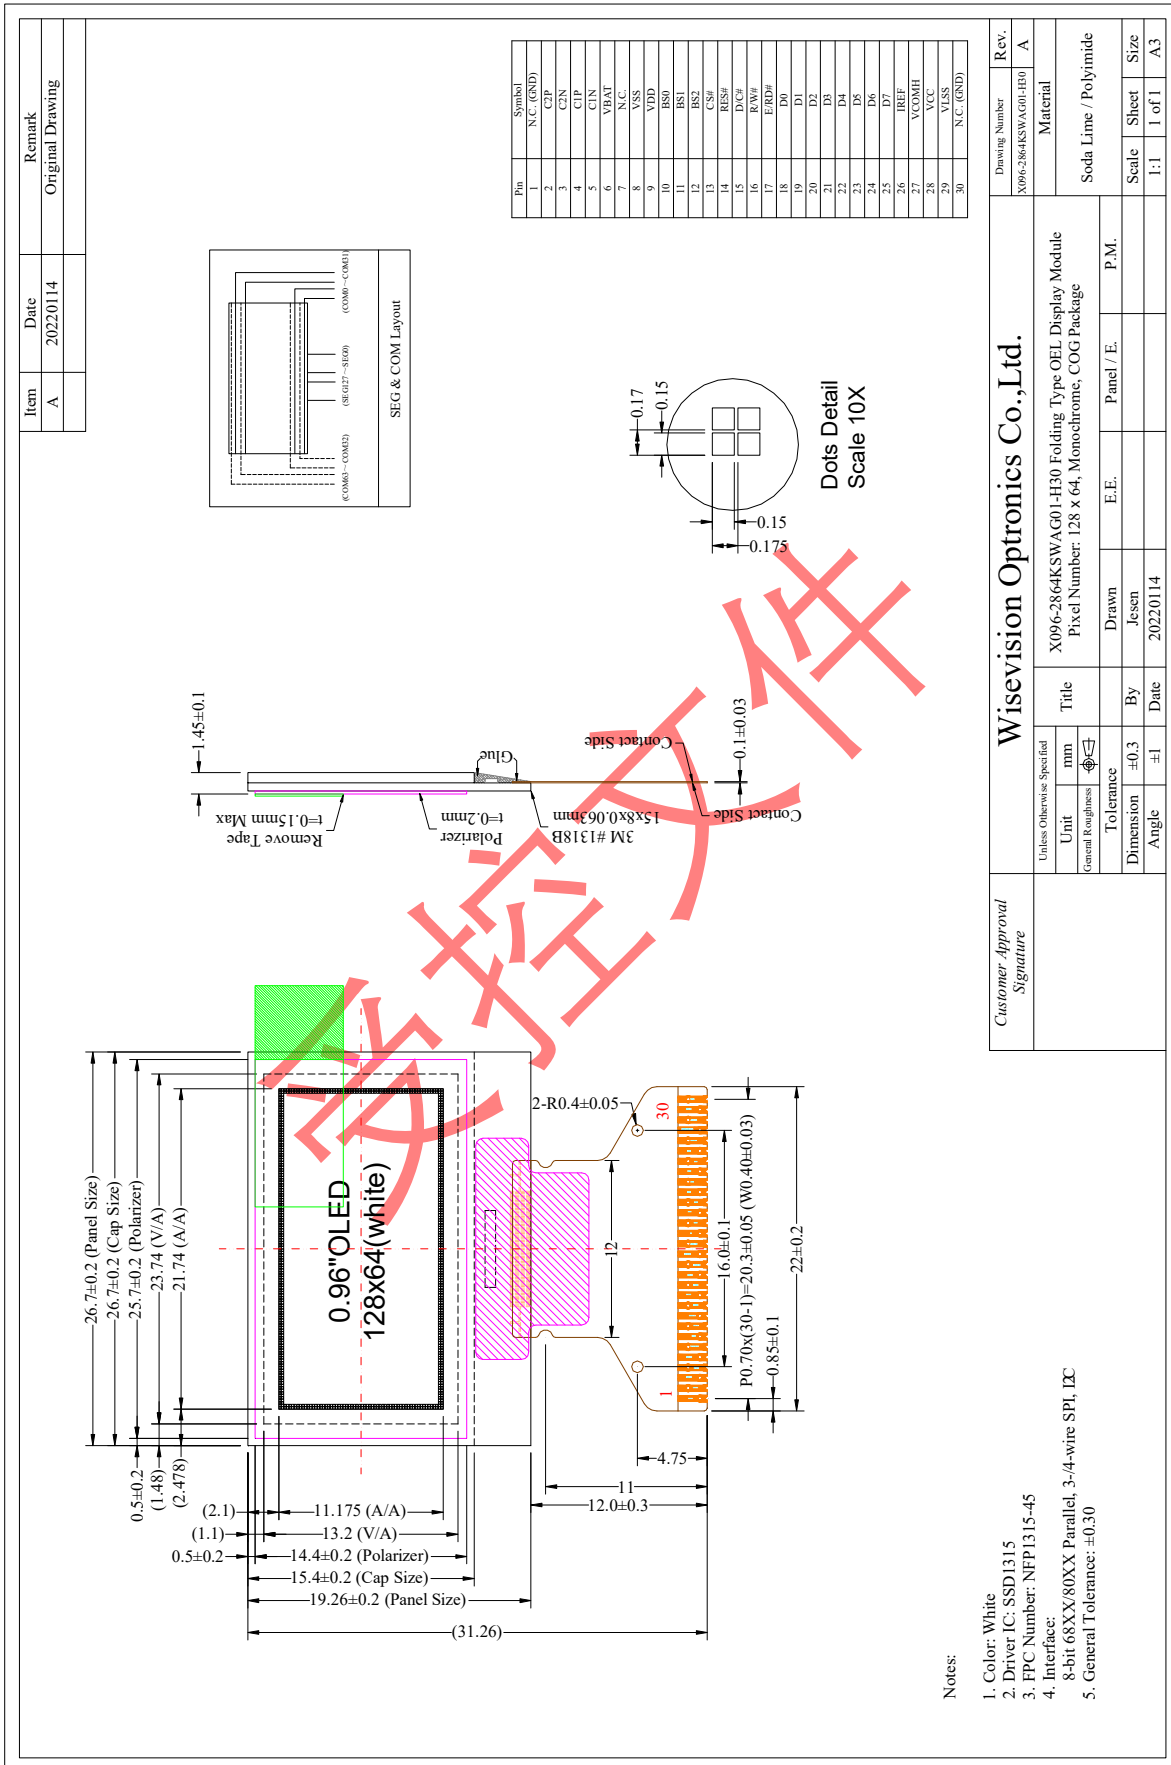 Item Date Remark
A 20220114 Original Drawing
26.7±0.2 (Panel Size)
26.7±0.2 (Cap Size)
25.7±0.2 (Polarizer)
23.74 (V/A)
21.74 (A/A)
0.5±0.2
(1.48)
(2.478)
(2.1)
11.175 (A/A)
(1.1)
13.2 (V/A)
0.5±0.2
14.4±0.2 (Polarizer)
15.4±0.2 (Cap Size)
19.26±0.2 (Panel Size)
(31.26)
0.96"OLED
128x64(white)
2-R0.4±0.05
1
30
12
16.0±0.1
P0.70x(30-1)=20.3±0.05 (W0.40±0.03)
0.85±0.1
22±0.2
4.75
11
12.0±0.3
1.45±0.1
Remove Tape
t=0.15mm Max
Polarizer
t=0.2mm
3M #1318B
15x8x0.063mm
Glue
Contact Side
Contact Side
0.1±0.03
(COM63～COM32)
(SEG127～SEG0)
(COM0～COM31)
SEG & COM Layout
0.17
0.15
0.15
0.175
Dots Detail
Scale 10X
Pin Symbol
1 N.C. (GND)
2 C2P
3 C2N
4 C1P
5 C1N
6 VBAT
7 N.C.
8 VSS
9 VDD
10 BS0
11 BS1
12 BS2
13 CS#
14 RES#
15 D/C#
16 R/W#
17 E/RD#
18 D0
19 D1
20 D2
21 D3
22 D4
23 D5
24 D6
25 D7
26 IREF
27 VCOMH
28 VCC
29 VLSS
30 N.C. (GND)
受控文件
Notes:
1. Color: White
2. Driver IC: SSD1315
3. FPC Number: NFP1315-45
4. Interface:
8-bit 68XX/80XX Parallel, 3-/4-wire SPI, I2C
5. General Tolerance: ±0.30
Customer Approval
Signature
Wisevision Optronics Co.,Ltd.
Drawing Number Rev.
X096-2864KSWAG01-H30 A
Unless Otherwise Specified
Unit mm
General Roughness
Tolerance
Dimension ±0.3
Angle ±1
Title
X096-2864KSWAG01-H30 Folding Type OEL Display Module
Pixel Number: 128 x 64, Monochrome, COG Package
Material
Soda Lime / Polyimide
By Drawn E.E. Panel / E. P.M.
Jesen
Date 20220114
Scale Sheet Size
1:1 1 of 1 A3